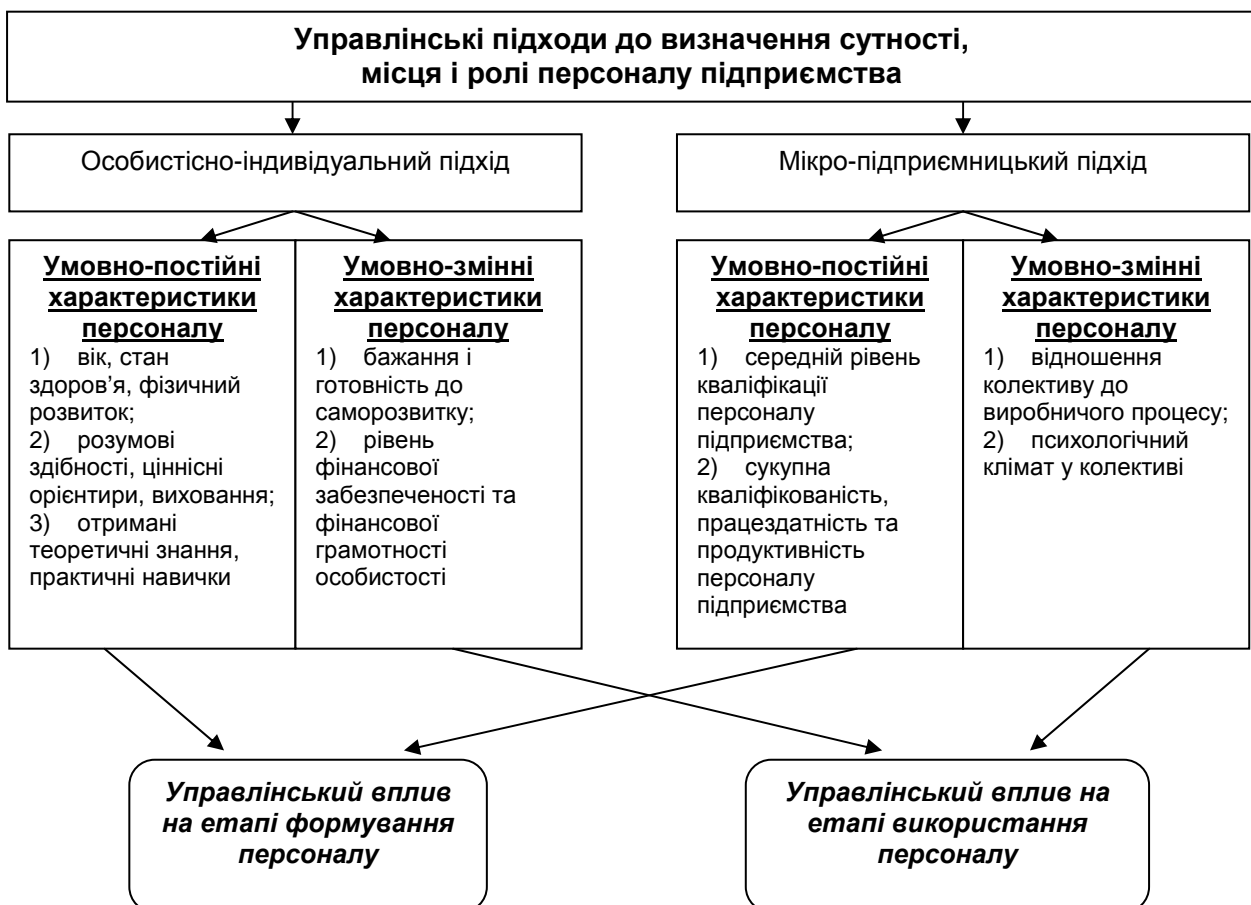 Управлінські підходи до визначення сутності,
місця і ролі персоналу підприємства
Особистісно-індивідуальний підхід
Мікро-підприємницький підхід
Умовно-постійні
характеристики
персоналу
1) вік, стан
здоров’я, фізичний
розвиток;
2) розумові
здібності, ціннісні
орієнтири, виховання;
3) отримані
теоретичні знання,
практичні навички
Умовно-змінні
характеристики
персоналу
1) бажання і
готовність до
саморозвитку;
2) рівень
фінансової
забезпеченості та
фінансової
грамотності
особистості
Умовно-постійні
характеристики
персоналу
1) середній рівень
кваліфікації
персоналу
підприємства;
2) сукупна
кваліфікованість,
працездатність та
продуктивність
персоналу
підприємства
Умовно-змінні
характеристики
персоналу
1) відношення
колективу до
виробничого процесу;
2) психологічний
клімат у колективі
Управлінський вплив
на етапі формування
персоналу
Управлінський вплив на
етапі використання
персоналу